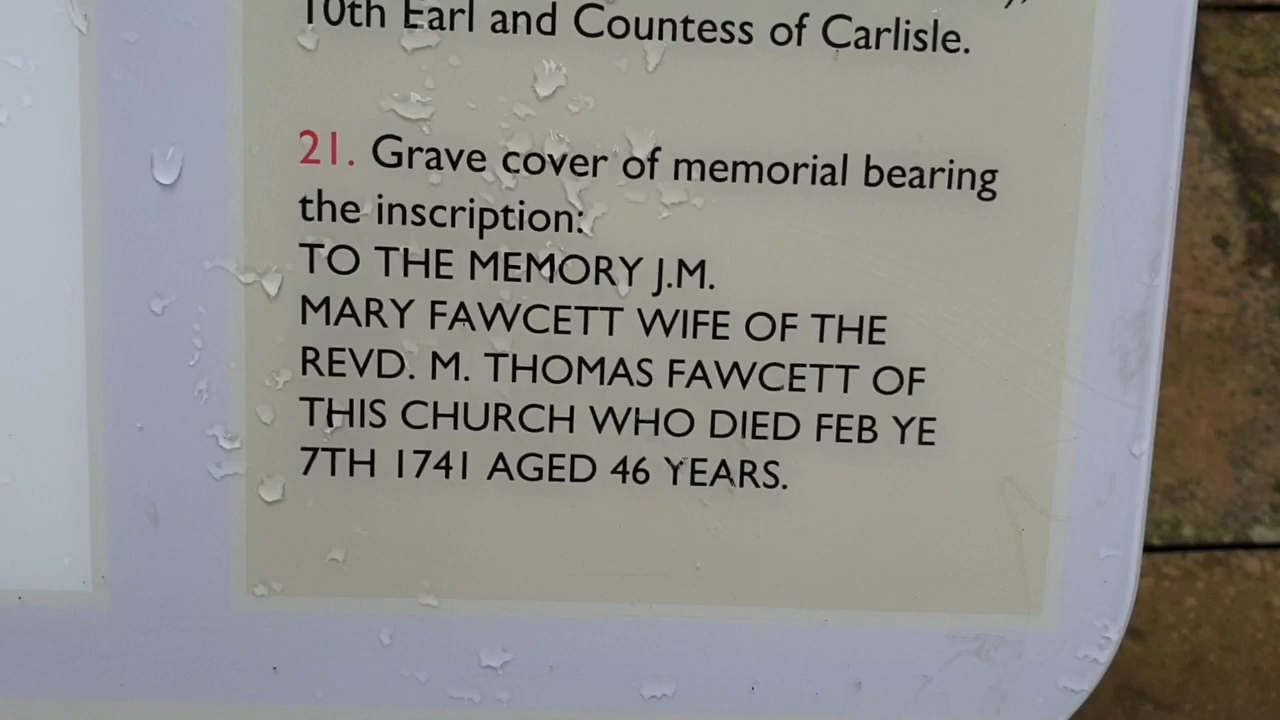 10th Earl and Countess of Carlisle.
21. Grave cover of memorial bearing
the inscription:
TO THE MEMORY J.M.
MARY FAWCETT WIFE OF THE
REVD. M. THOMAS FAWCETT OF
THIS CHURCH WHO DIED FEB YE
7TH 1741 AGED 46 YEARS.